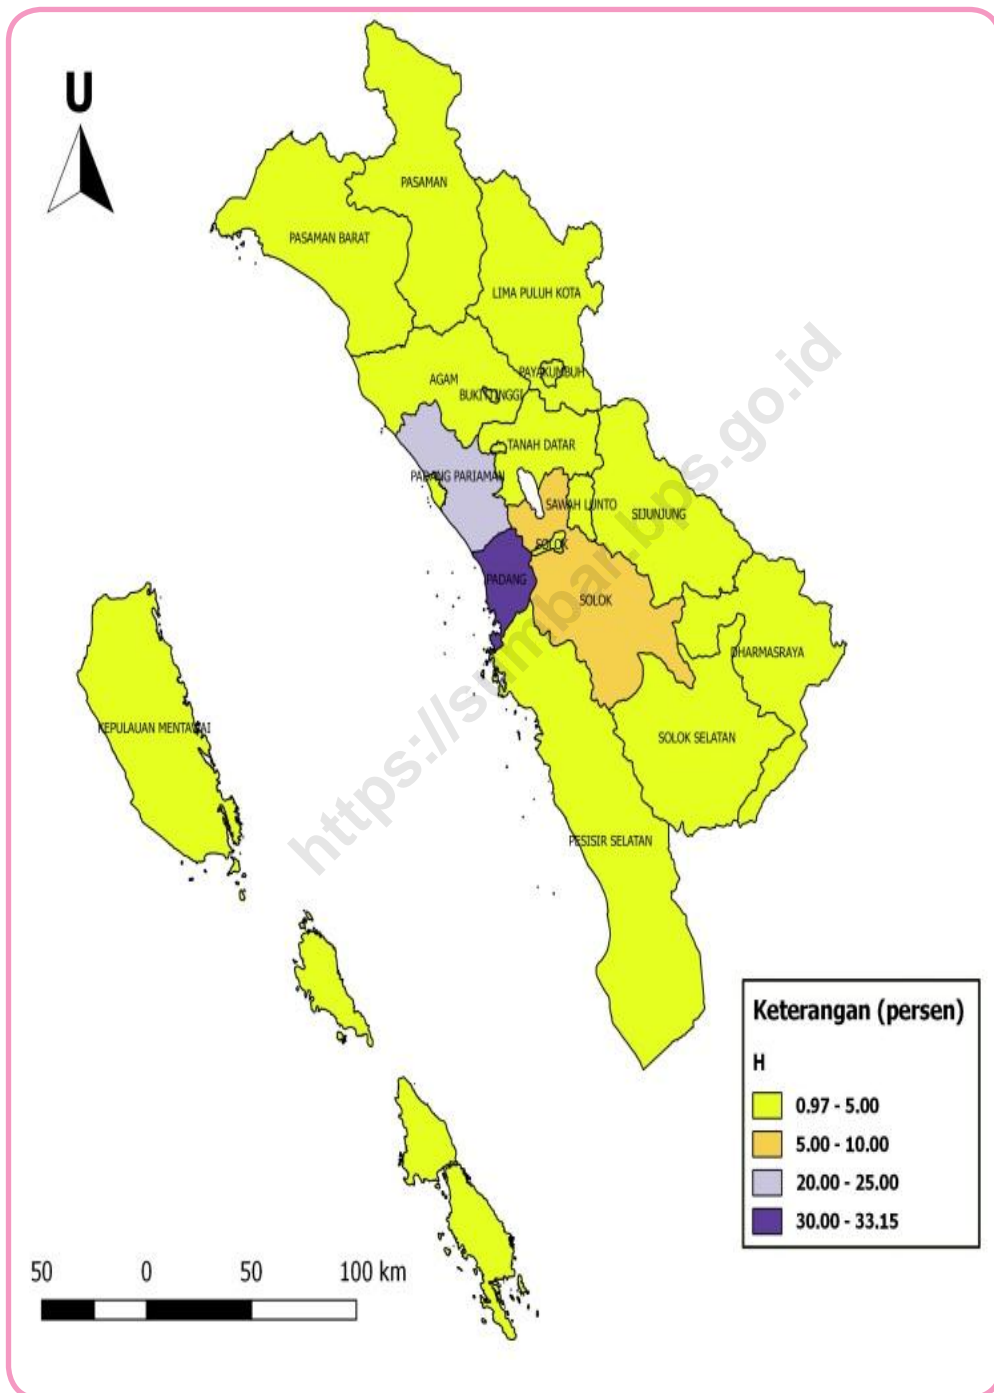 U
PASAMAN
PASAMAN BARAT
LIMA PULUH KOTA
PAYAKUMBUH
AGAM
BUKITTINGGI
TANAH DATAR
PADANG PARIAMAN
SAWAH LUNTO
SIJUNJUNG
SOLOK
PADANG
SOLOK
DHARMASRAYA
KEPULAUAN MENTAWAI
SOLOK SELATAN
PESISIR SELATAN
https://sumbar.bps.go.id
Keterangan (persen)
H
0.97 - 5.00
5.00 - 10.00
20.00 - 25.00
30.00 - 33.15
50 0 50 100 km